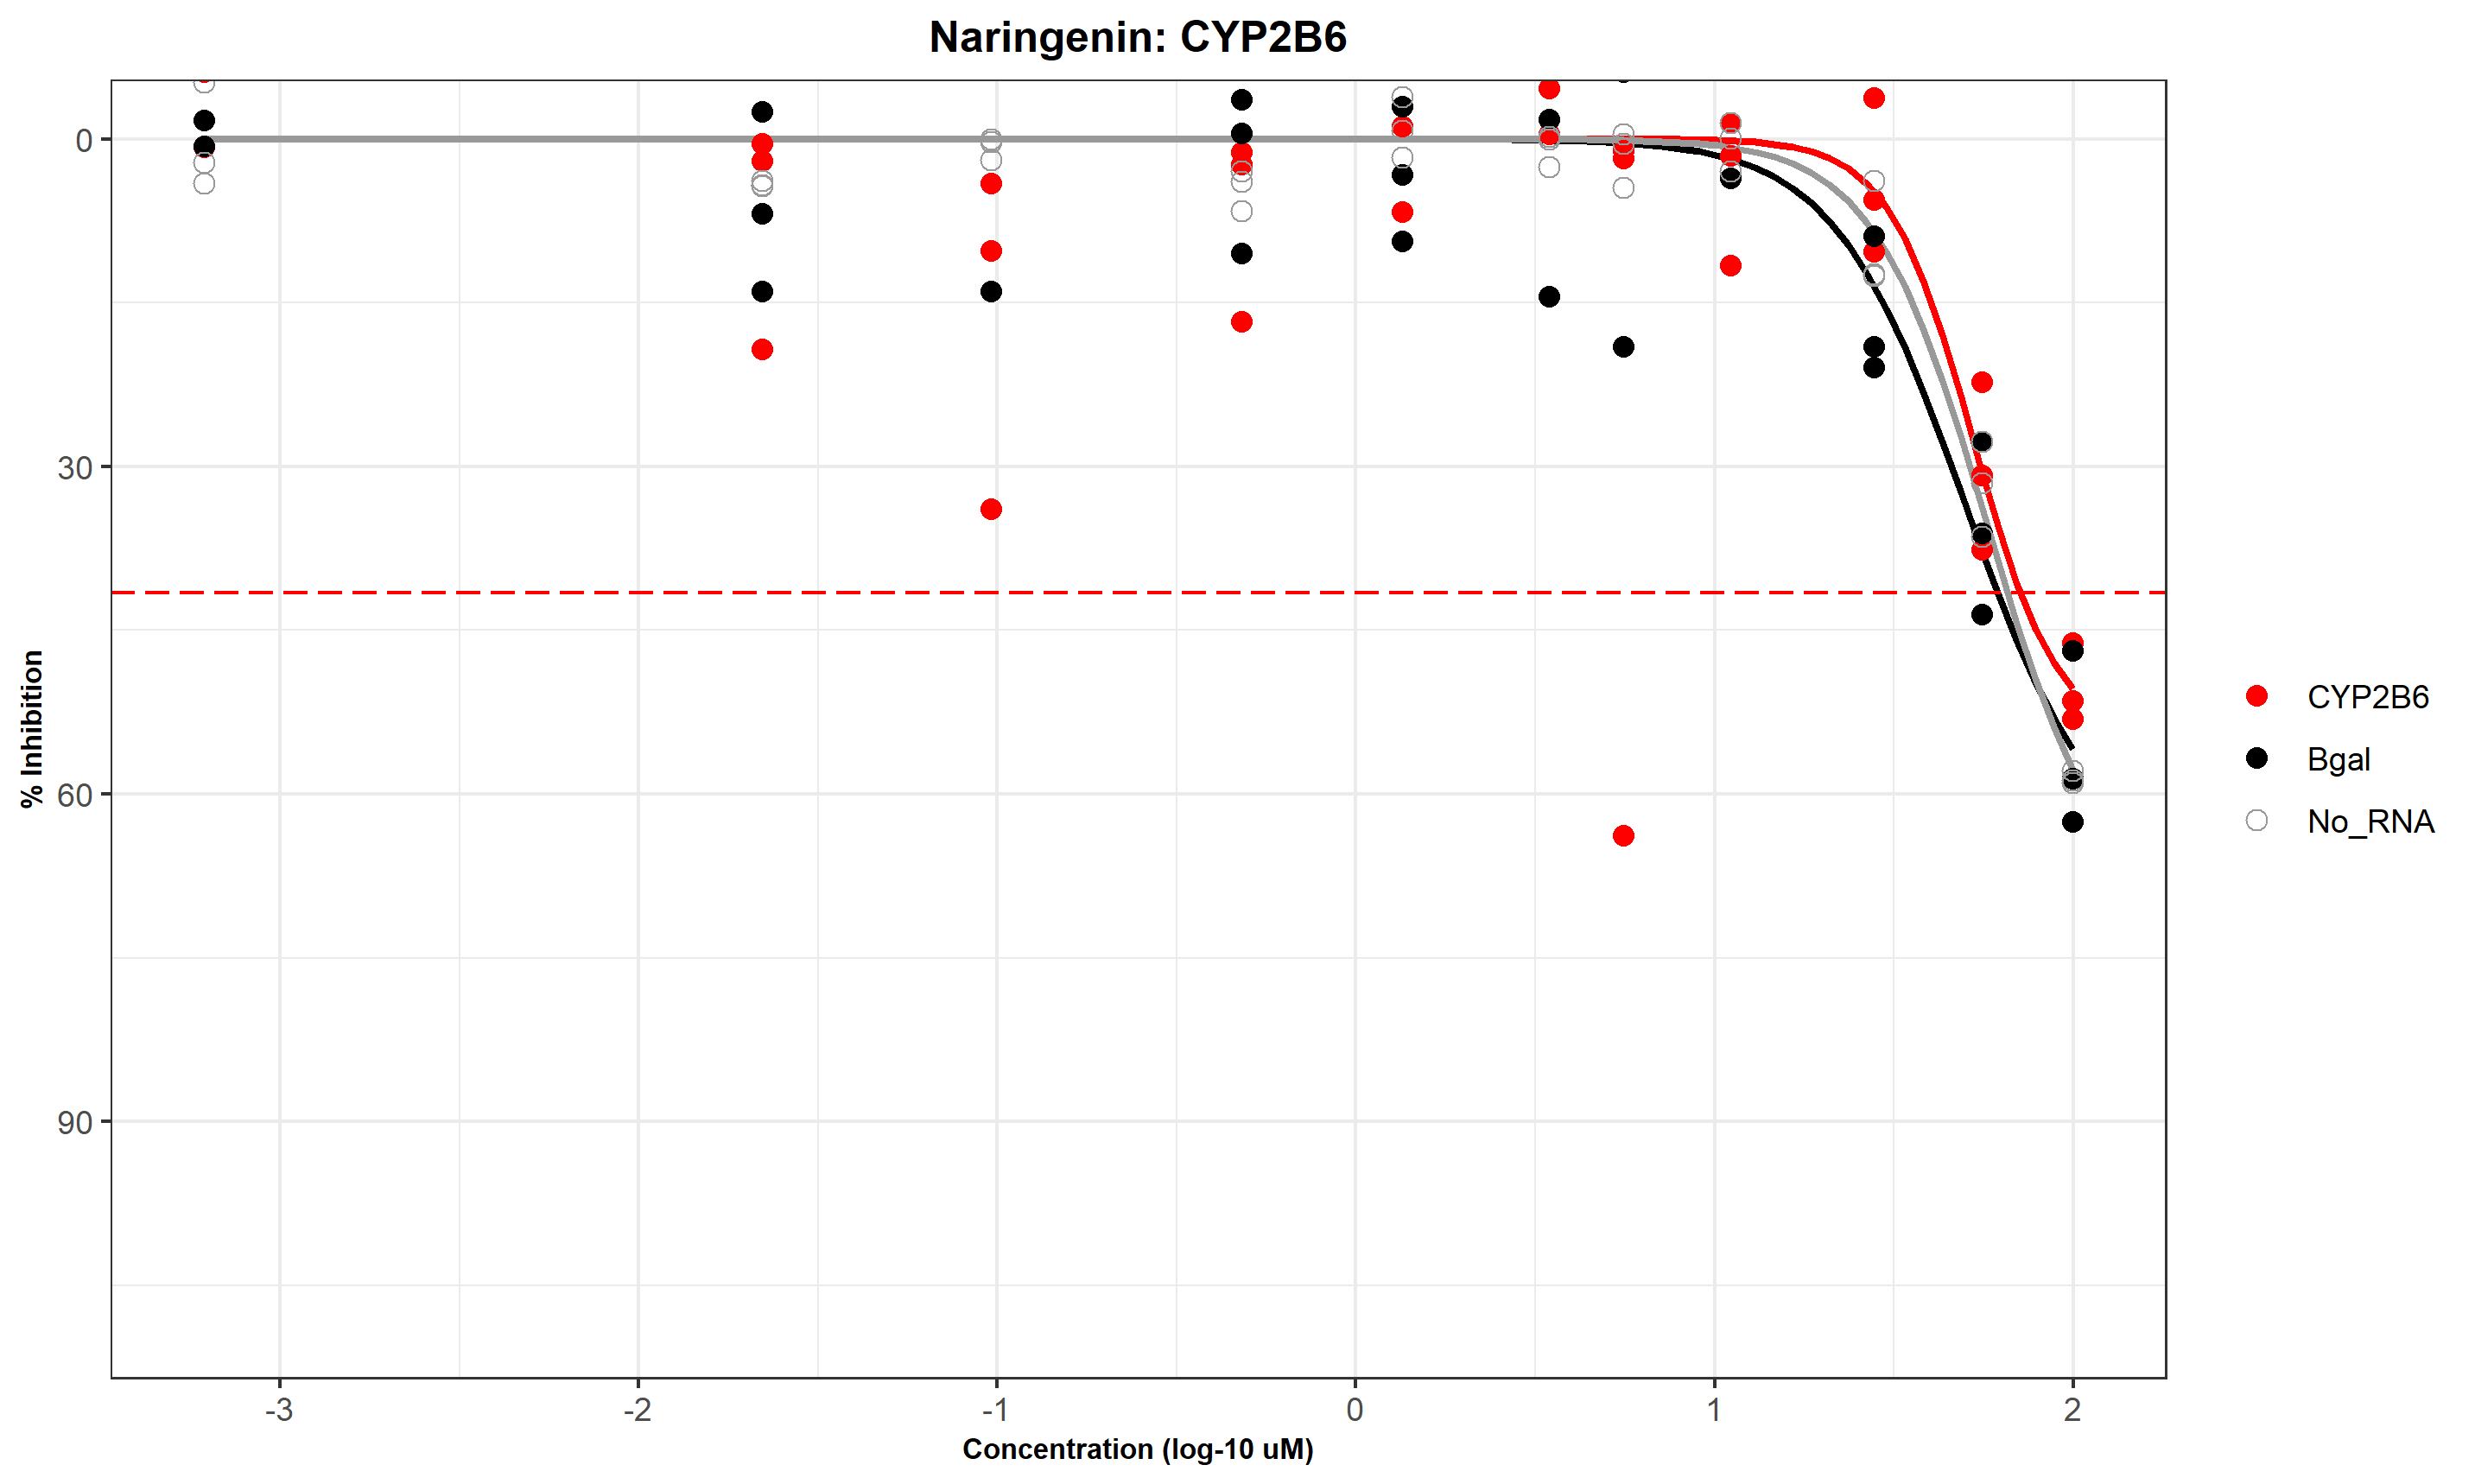 Naringenin: CYP2B6
% Inhibition
0
30
60
90
-3
-2
-1
0
1
2
Concentration (log-10 uM)
CYP2B6
Bgal
No_RNA